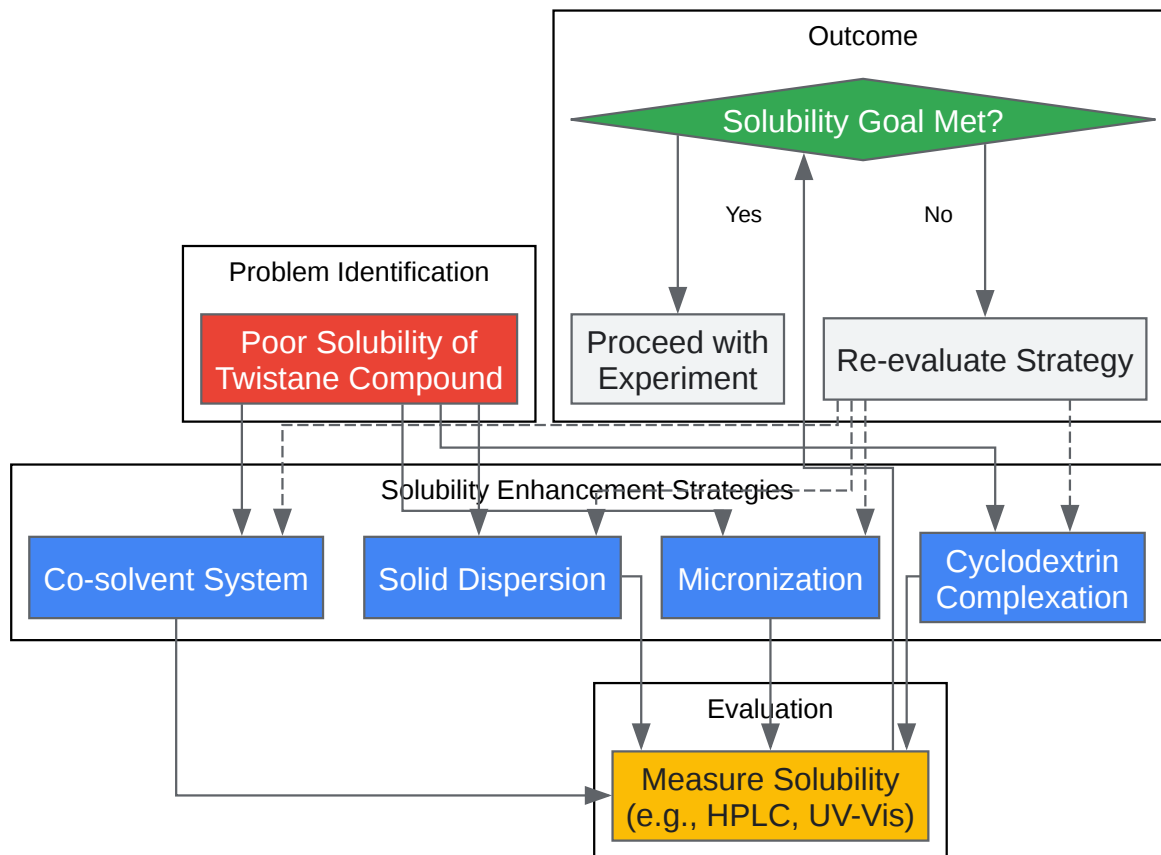 Outcome
Solubility Goal Met?
Yes
No
Problem Identification
Poor Solubility of
Twistane Compound
Proceed with
Experiment
Re-evaluate Strategy
Solubility Enhancement Strategies
Co-solvent System
Solid Dispersion
Micronization
Cyclodextrin
Complexation
Evaluation
Measure Solubility
(e.g., HPLC, UV-Vis)